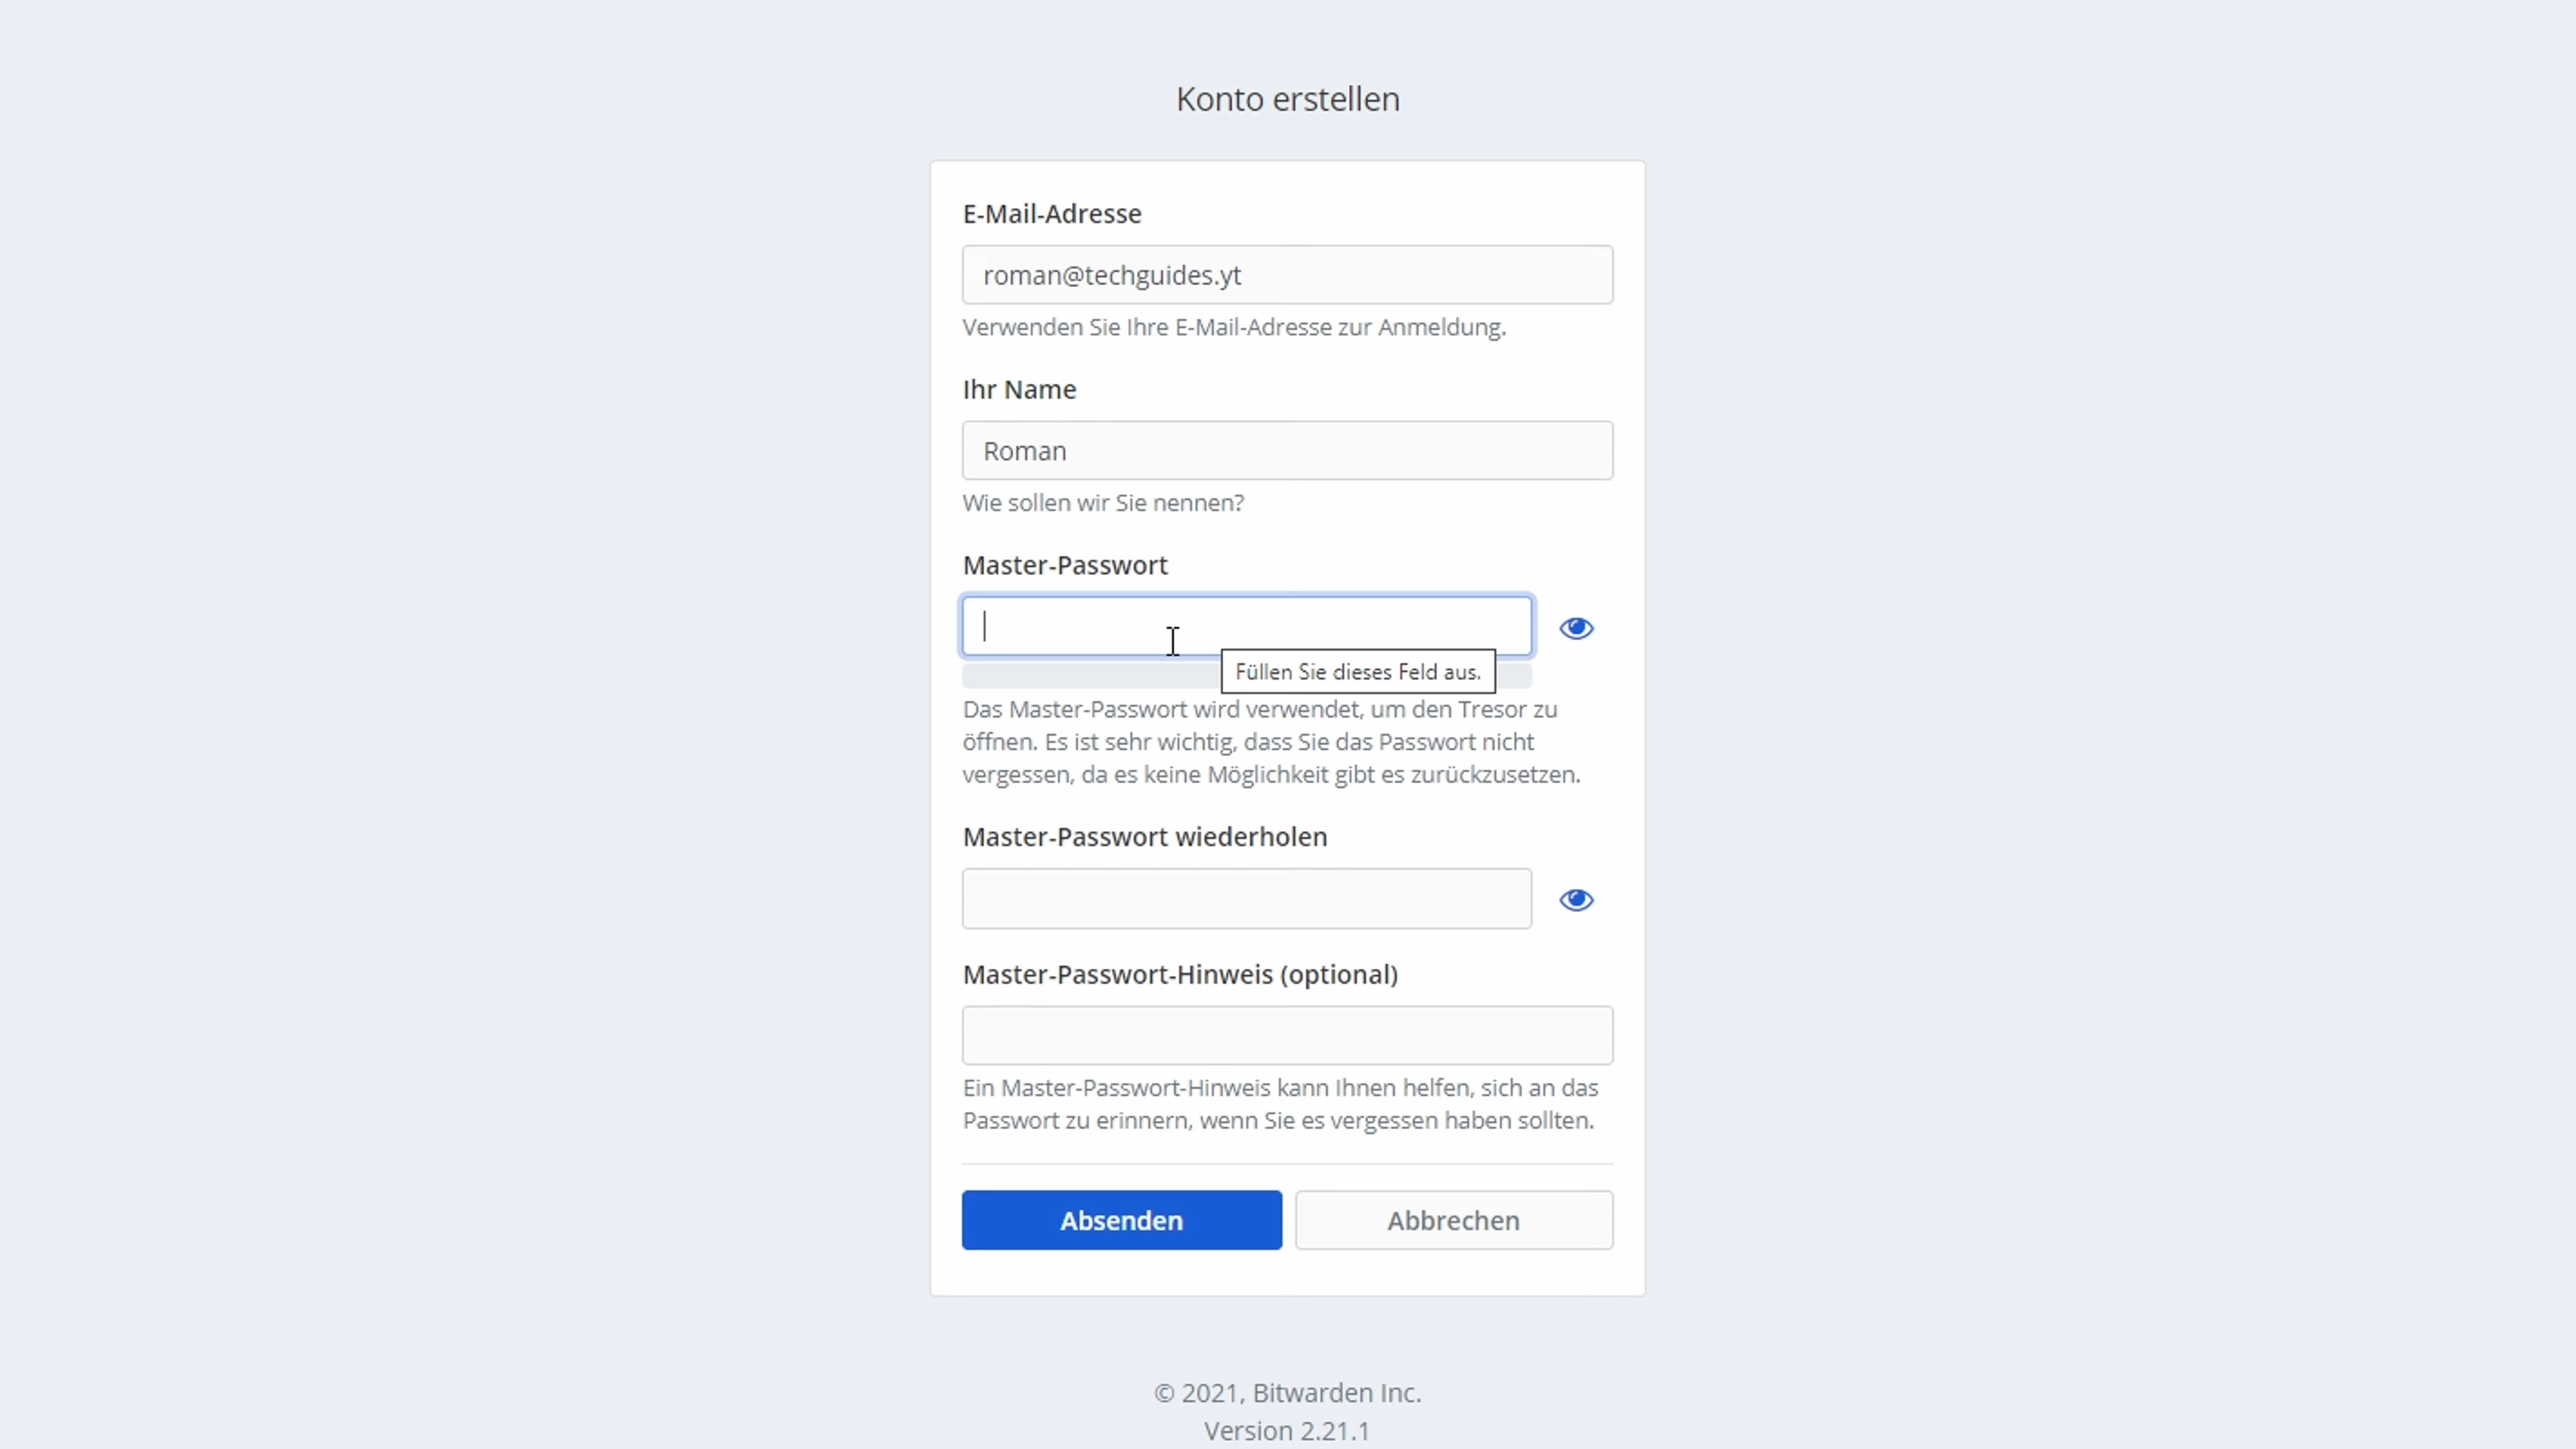 Konto erstellen
E-Mail-Adresse
roman@techguides.yt
Verwenden Sie Ihre E-Mail-Adresse zur Anmeldung.
Ihr Name
Roman
Wie sollen wir Sie nennen?
Master-Passwort
Füllen Sie dieses Feld aus.
Das Master-Passwort wird verwendet, um den Tresor zu
öffnen. Es ist sehr wichtig, dass Sie das Passwort nicht
vergessen, da es keine Möglichkeit gibt es zurückzusetzen.
Master-Passwort wiederholen
Master-Passwort-Hinweis (optional)
Ein Master-Passwort-Hinweis kann Ihnen helfen, sich an das
Passwort zu erinnern, wenn Sie es vergessen haben sollten.
Absenden
Abbrechen
© 2021, Bitwarden Inc.
Version 2.21.1